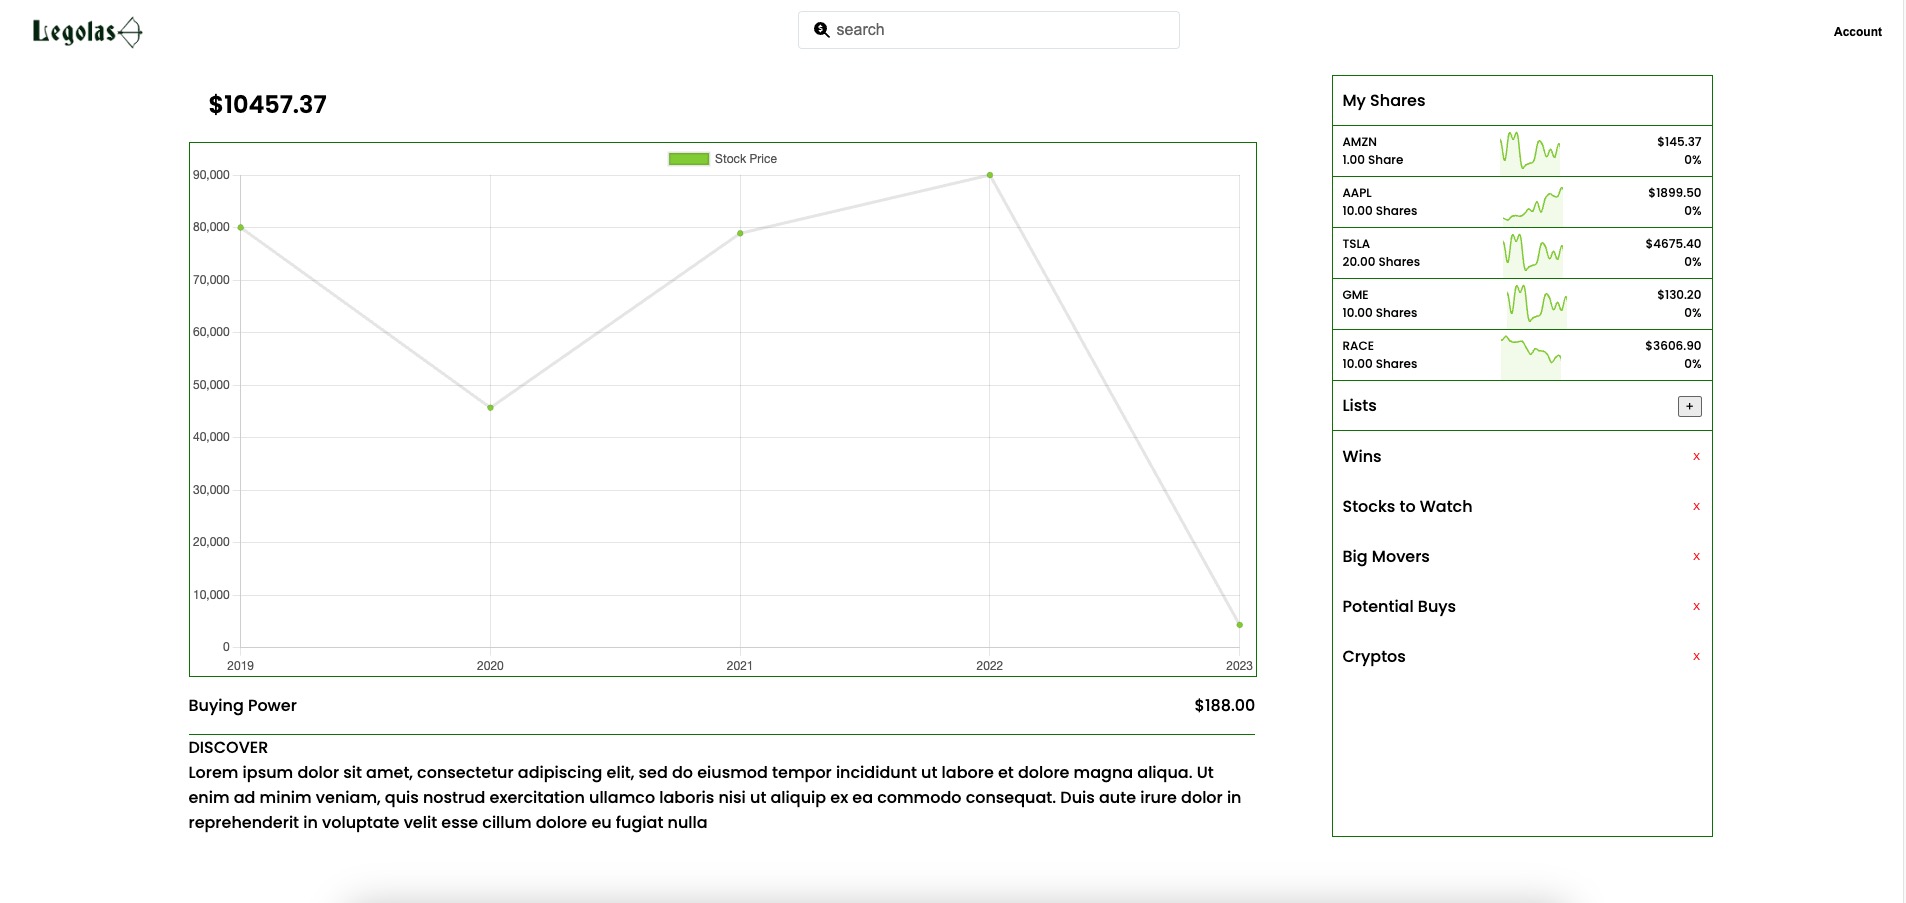 Legolas
search
Account
$10457.37
Stock Price
90,000
80,000
70,000
60,000
50,000
40,000
30,000
20,000
10,000
0
2019 2020 2021 2022 2023
Buying Power $188.00
DISCOVER
Lorem ipsum dolor sit amet, consectetur adipiscing elit, sed do eiusmod tempor incididunt ut labore et dolore magna aliqua. Ut
enim ad minim veniam, quis nostrud exercitation ullamco laboris nisi ut aliquip ex ea commodo consequat. Duis aute irure dolor in
reprehenderit in voluptate velit esse cillum dolore eu fugiat nulla
My Shares
AMZN $145.37
1.00 Share 0%
AAPL $1899.50
10.00 Shares 0%
TSLA $4675.40
20.00 Shares 0%
GME $130.20
10.00 Shares 0%
RACE $3606.90
10.00 Shares 0%
Lists +
Wins x
Stocks to Watch x
Big Movers x
Potential Buys x
Cryptos x